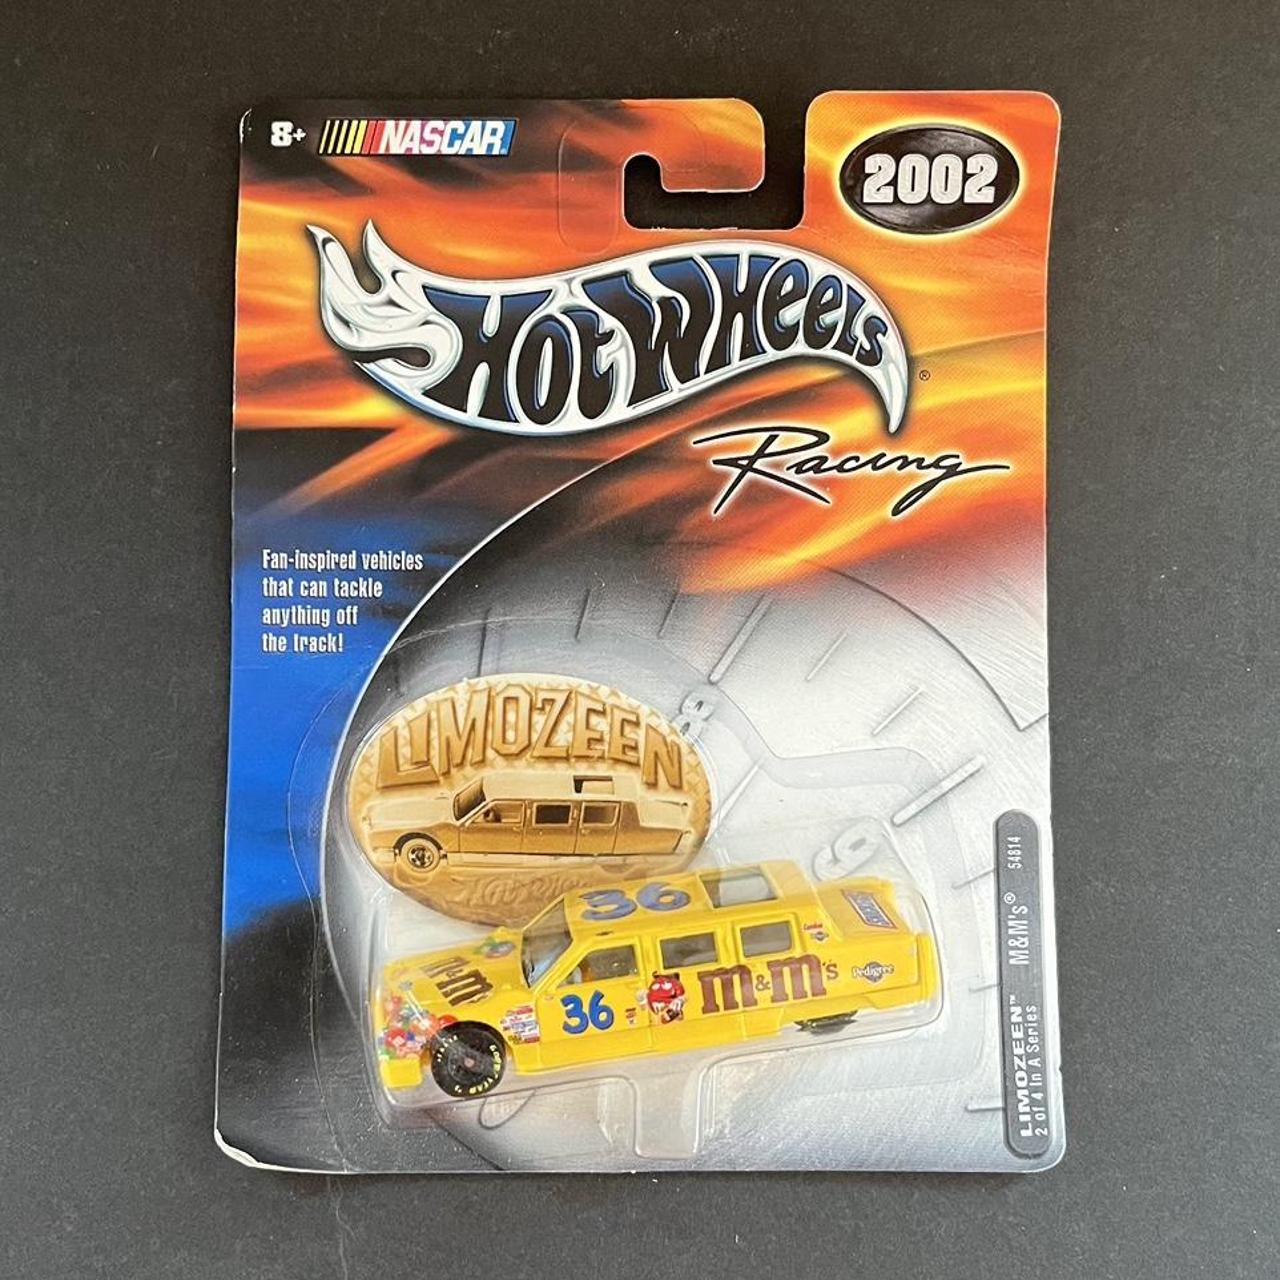 8+ NASCAR
2002
Hot Wheels®
Racing
Fan-inspired vehicles
that can tackle
anything off
the track!
LIMOZEEN
36
m&m
36
m&m's
Pedigree
GOODYEAR
LIMOZEEN™ M&M's® 54814
2 of 4 In A Series